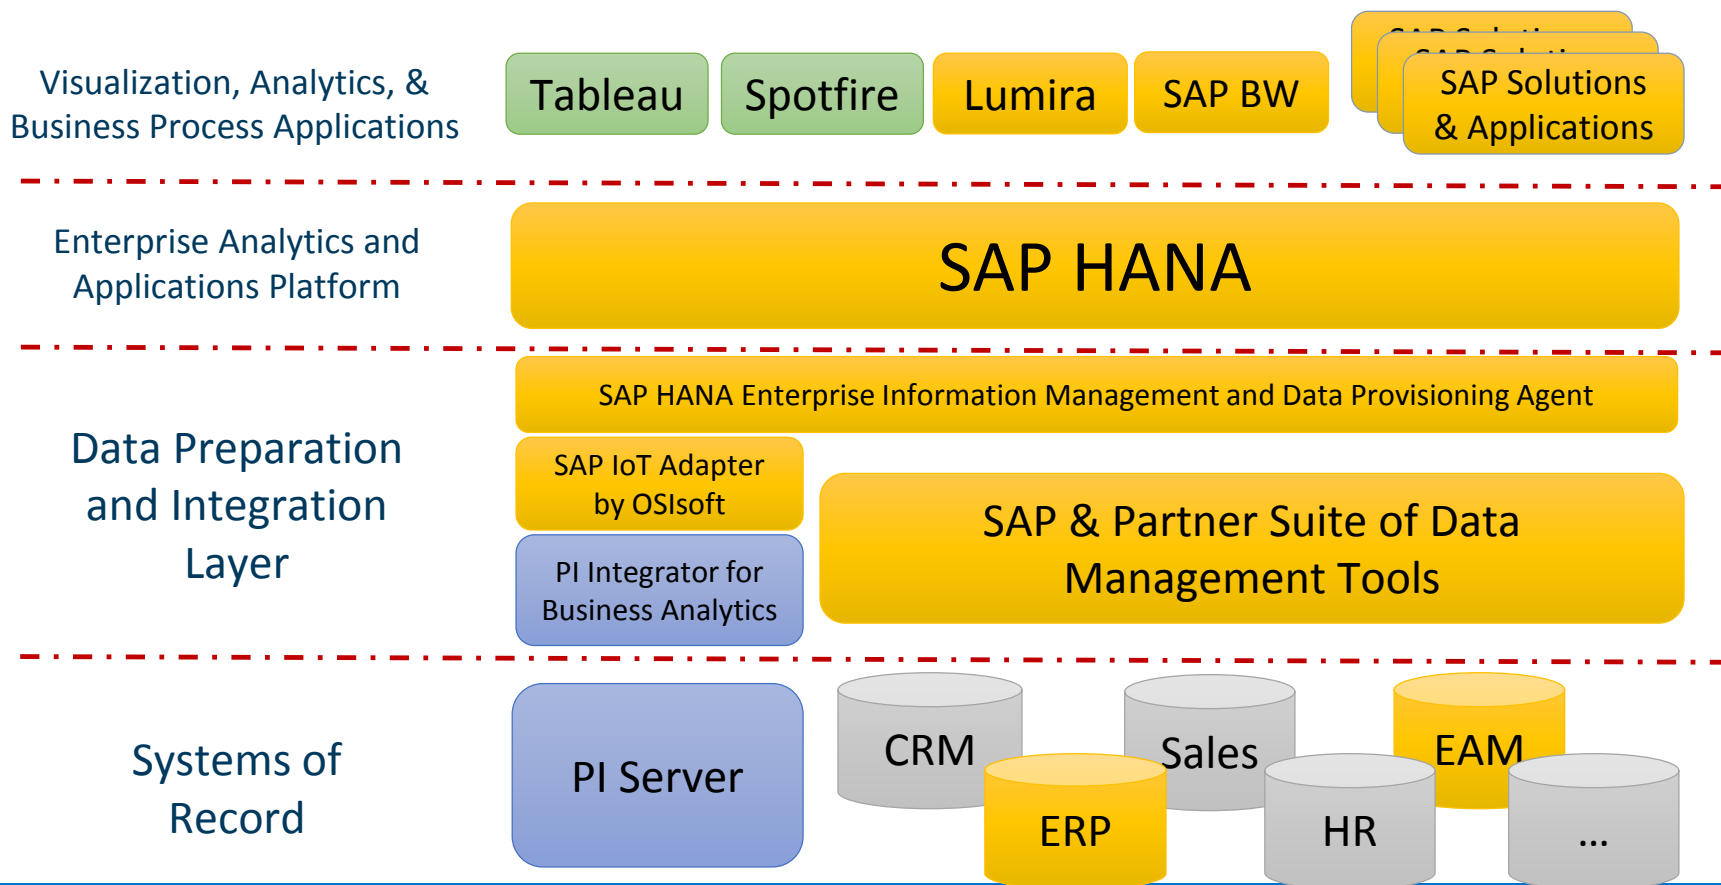 Visualization, Analytics, &
Business Process Applications
Tableau
Spotfire
Lumira
SAP BW
SAP Solutions
& Applications
Enterprise Analytics and
Applications Platform
SAP HANA
Data Preparation
and Integration
Layer
SAP HANA Enterprise Information Management and Data Provisioning Agent
SAP IoT Adapter
by OSIsoft
PI Integrator for
Business Analytics
SAP & Partner Suite of Data
Management Tools
Systems of
Record
PI Server
CRM
Sales
EAM
ERP
HR
...